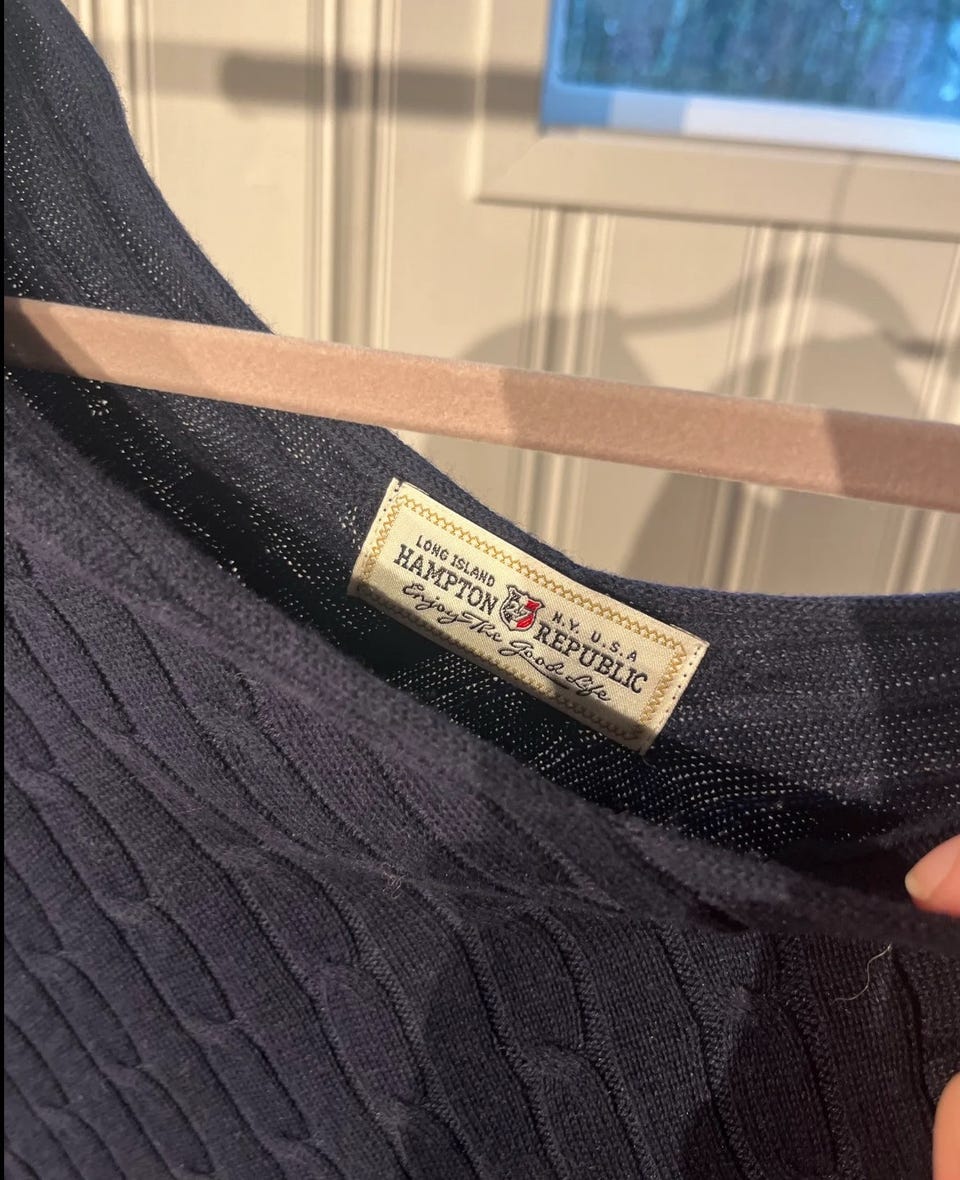 LONG ISLAND N.Y. U.S.A
HAMPTON REPUBLIC
Enjoy The Good Life